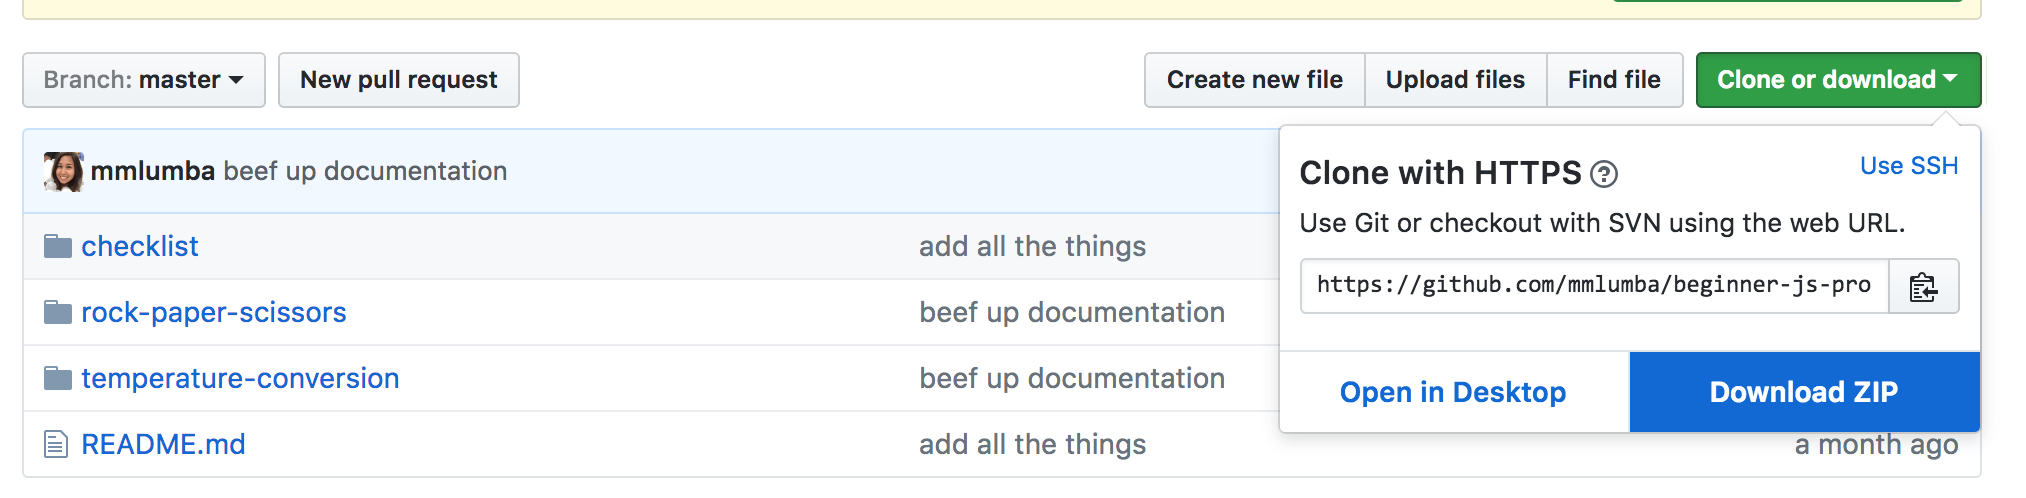 Branch: master
New pull request
Create new file
Upload files
Find file
Clone or download
mmlumba beef up documentation
Clone with HTTPS ?
Use SSH
Use Git or checkout with SVN using the web URL.
https://github.com/mmlumba/beginner-js-pro
Open in Desktop
Download ZIP
checklist
add all the things
rock-paper-scissors
beef up documentation
temperature-conversion
beef up documentation
README.md
add all the things
a month ago